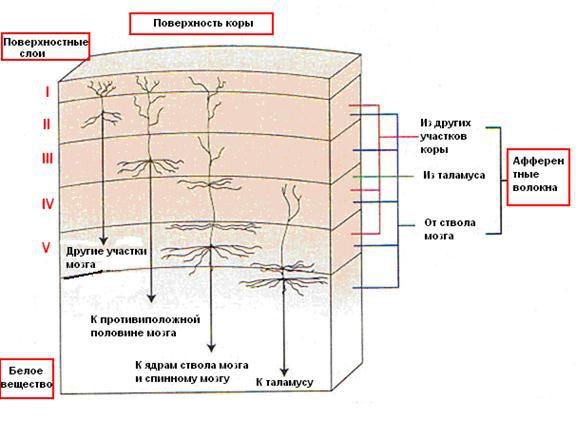 Поверхность коры
Поверхностные
слои
I
II
III
IV
V
Из других
участков
коры
Из таламуса
От ствола
мозга
Афферен
тные
волокна
Другие участки
мозга
К противиположной
половине мозга
К ядрам ствола мозга
и спинному мозгу
К таламусу
Белое
вещество